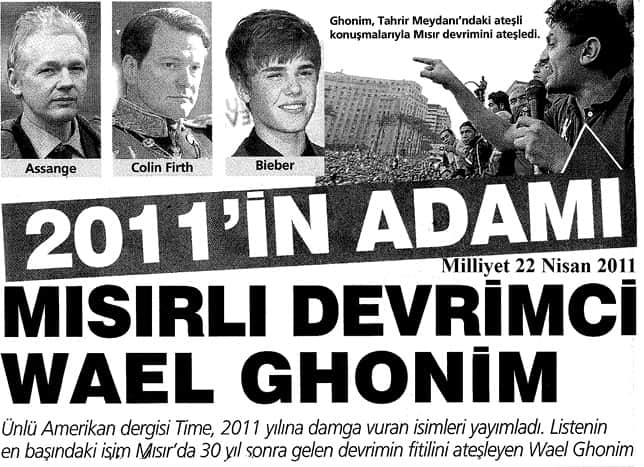 Ghonim, Tahrir Meydanı'ndaki ateşli
konuşmalarıyla Mısır devrimini ateşledi.
Assange
Colin Firth
Bieber
2011'İN ADAMI
Milliyet 22 Nisan 2011
MISIRLI DEVRİMCİ
WAEL GHONİM
Ünlü Amerikan dergisi Time, 2011 yılına damga vuran isimleri yayımladı. Listenin
en başındaki isim Mısır'da 30 yıl sonra gelen devrimin fitilini ateşleyen Wael Ghonim